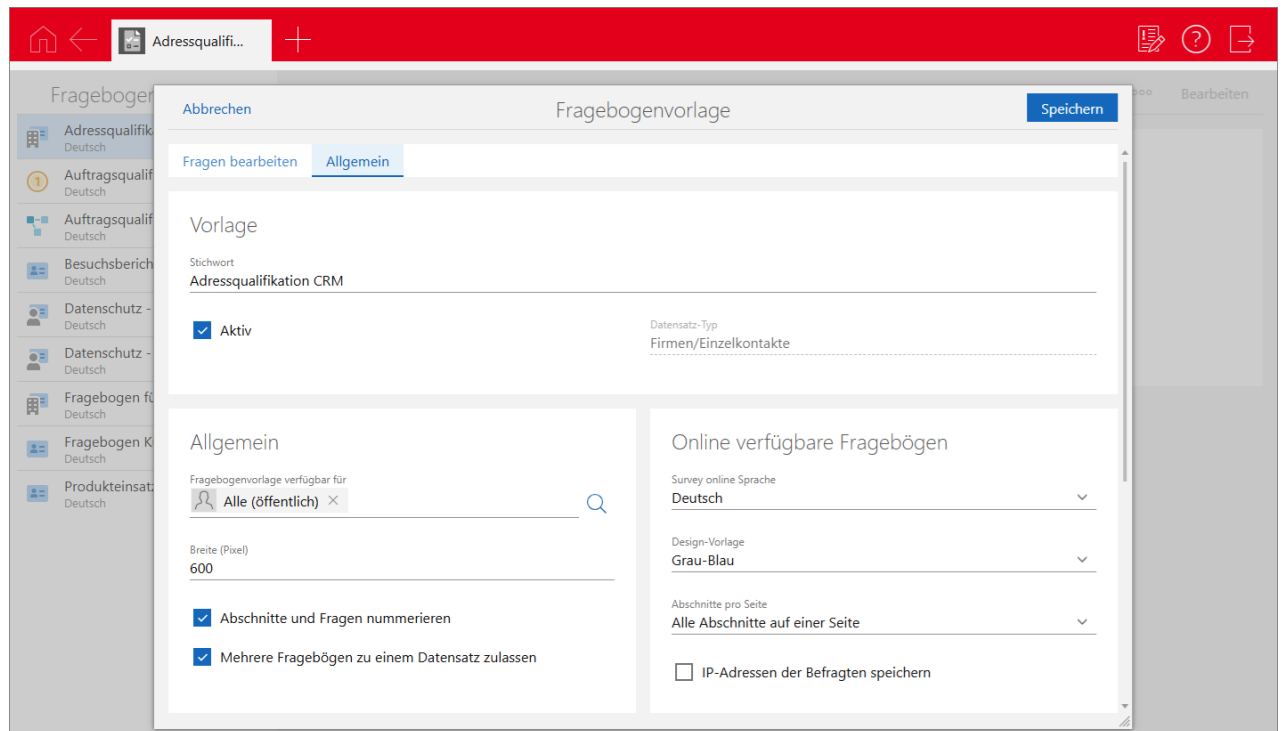 Adressqualifi...
Fragebogen
Bearbeiten
Adressqualifik
Deutsch
Auftragsqualif
Deutsch
Auftragsqualif
Deutsch
Besuchsberich
Deutsch
Datenschutz -
Deutsch
Datenschutz -
Deutsch
Fragebogen fü
Deutsch
Fragebogen K
Deutsch
Produkteinsatz
Deutsch
Abbrechen
Fragebogenvorlage
Speichern
Fragen bearbeiten
Allgemein
Vorlage
Stichwort
Adressqualifikation CRM
Aktiv
Datensatz-Typ
Firmen/Einzelkontakte
Allgemein
Fragebogenvorlage verfügbar für
Alle (öffentlich)
Breite (Pixel)
600
Abschnitte und Fragen nummerieren
Mehrere Fragebögen zu einem Datensatz zulassen
Online verfügbare Fragebögen
Survey online Sprache
Deutsch
Design-Vorlage
Grau-Blau
Abschnitte pro Seite
Alle Abschnitte auf einer Seite
IP-Adressen der Befragten speichern